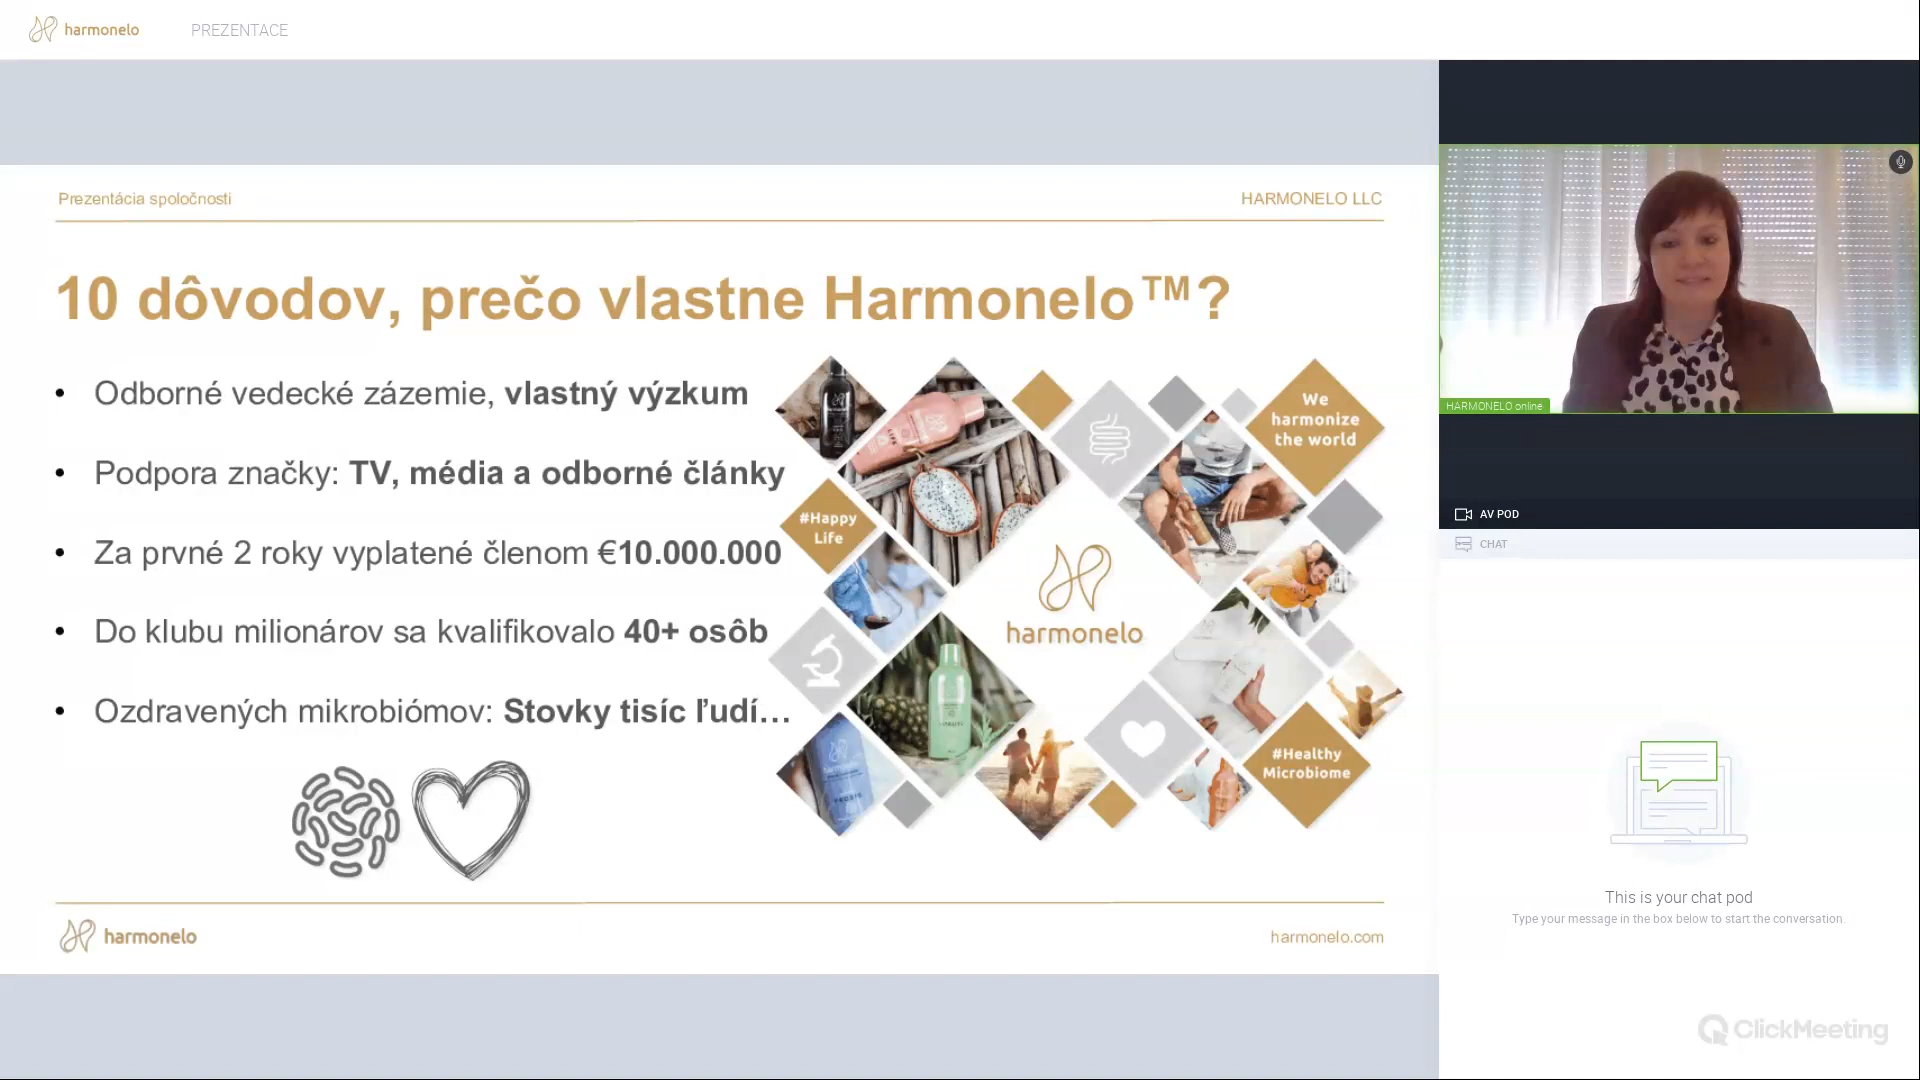 harmonelo
PREZENTACE
Prezentácia spoločnosti
HARMONELO LLC
10 dôvodov, prečo vlastne Harmonelo™?
• Odborné vedecké zázemie, vlastný výzkum
• Podpora značky: TV, média a odborné články
• Za prvné 2 roky vyplatené členom €10.000.000
• Do klubu milionárov sa kvalifikovalo 40+ osôb
• Ozdravených mikrobiómov: Stovky tisíc ľudí…
We
harmonize
the world
#Happy
Life
harmonelo
#Healthy
Microbiome
harmonelo
harmonelo.com
HARMONELO online
AV POD
CHAT
This is your chat pod
Type your message in the box below to start the conversation.
ClickMeeting